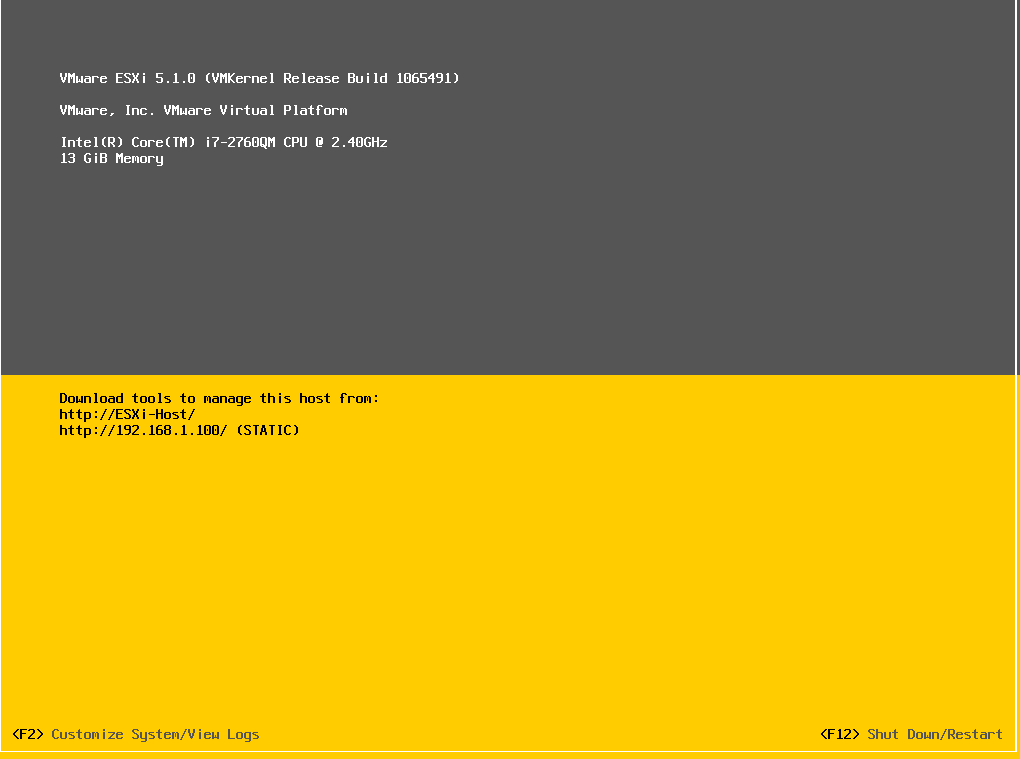 VMware ESXi 5.1.0 (VMKernel Release Build 1065491)
VMware, Inc. VMware Virtual Platform
Intel(R) Core(TM) i7-2760QM CPU @ 2.40GHz
13 GiB Memory
Download tools to manage this host from:
http://ESXi-Host/
http://192.168.1.100/ (STATIC)
<F2> Customize System/View Logs
<F12> Shut Down/Restart